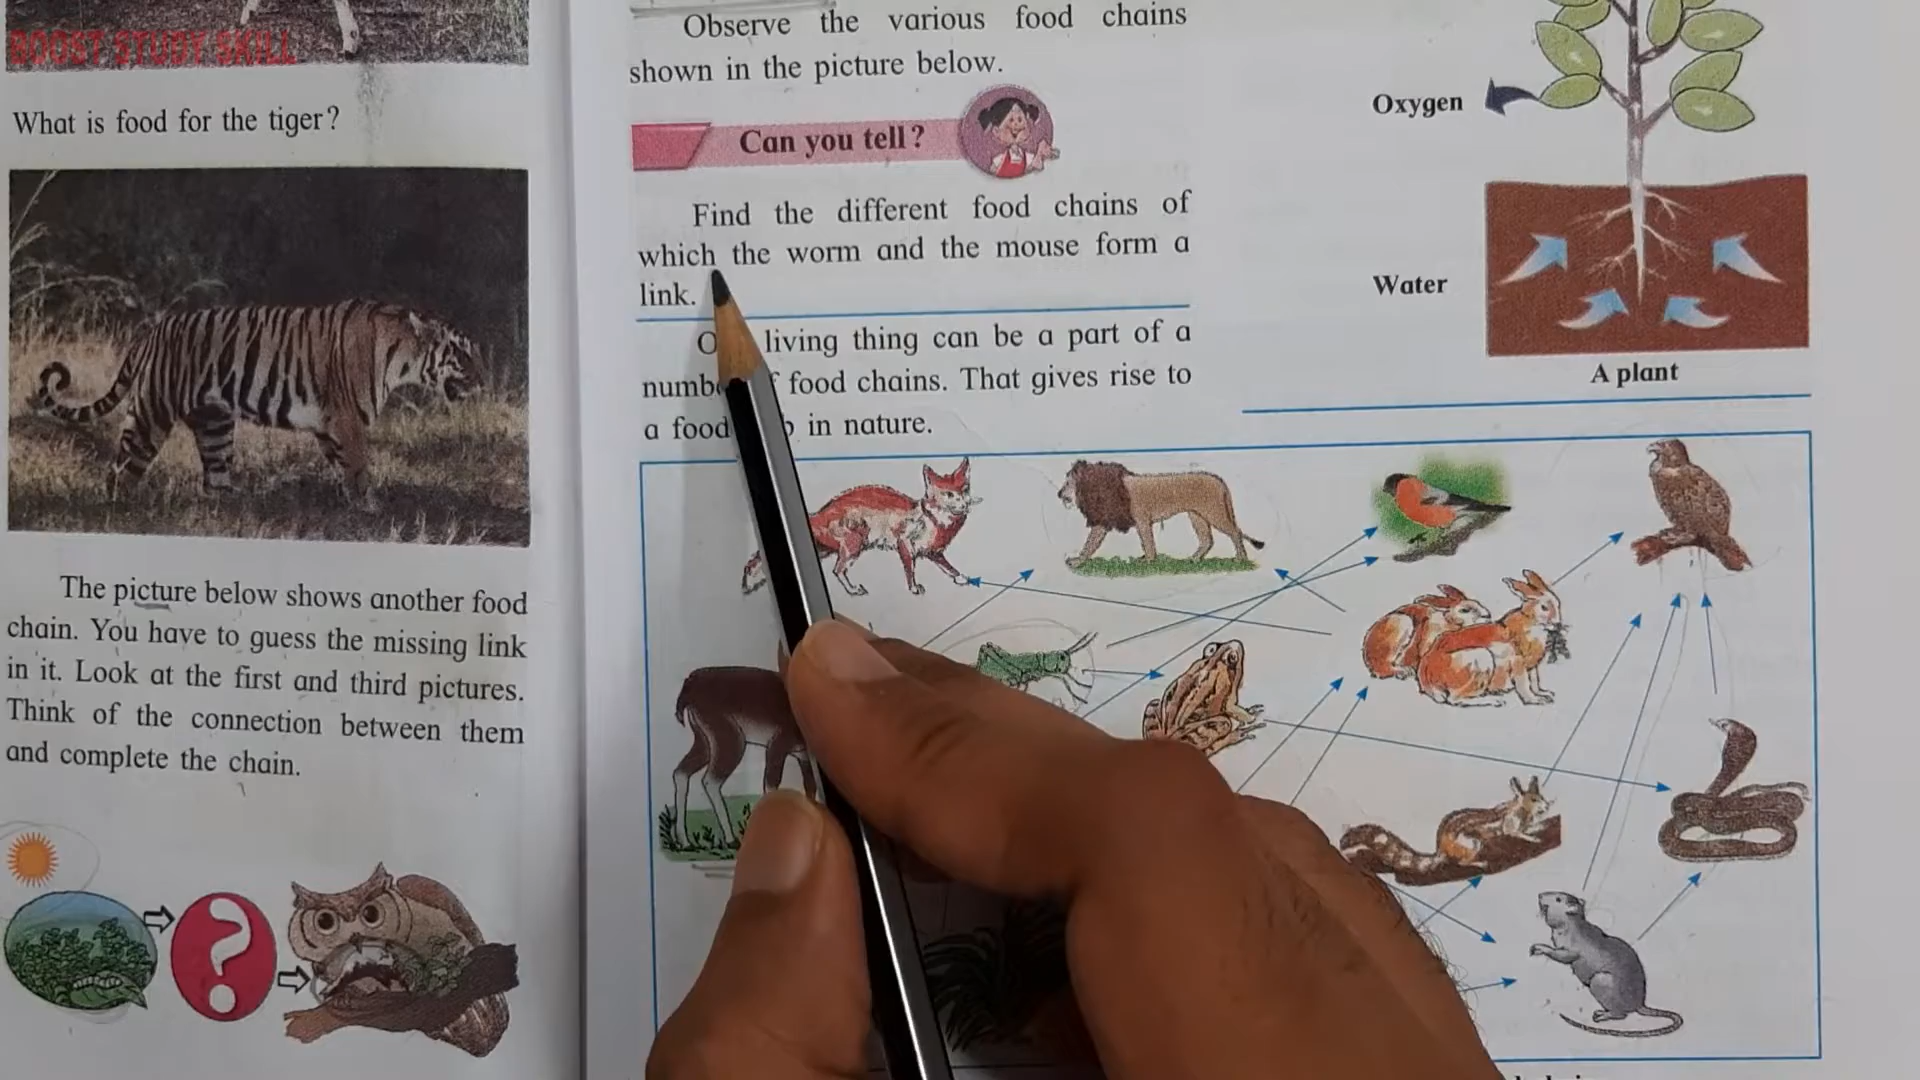 BOOST STUDY SKILL
What is food for the tiger?
The picture below shows another food
chain. You have to guess the missing link
in it. Look at the first and third pictures.
Think of the connection between them
and complete the chain.
?
Observe the various food chains
shown in the picture below.
Can you tell?
Find the different food chains of
which the worm and the mouse form a
link.
living thing can be a part of a
food chains. That gives rise to
a food in nature.
Oxygen
Water
A plant